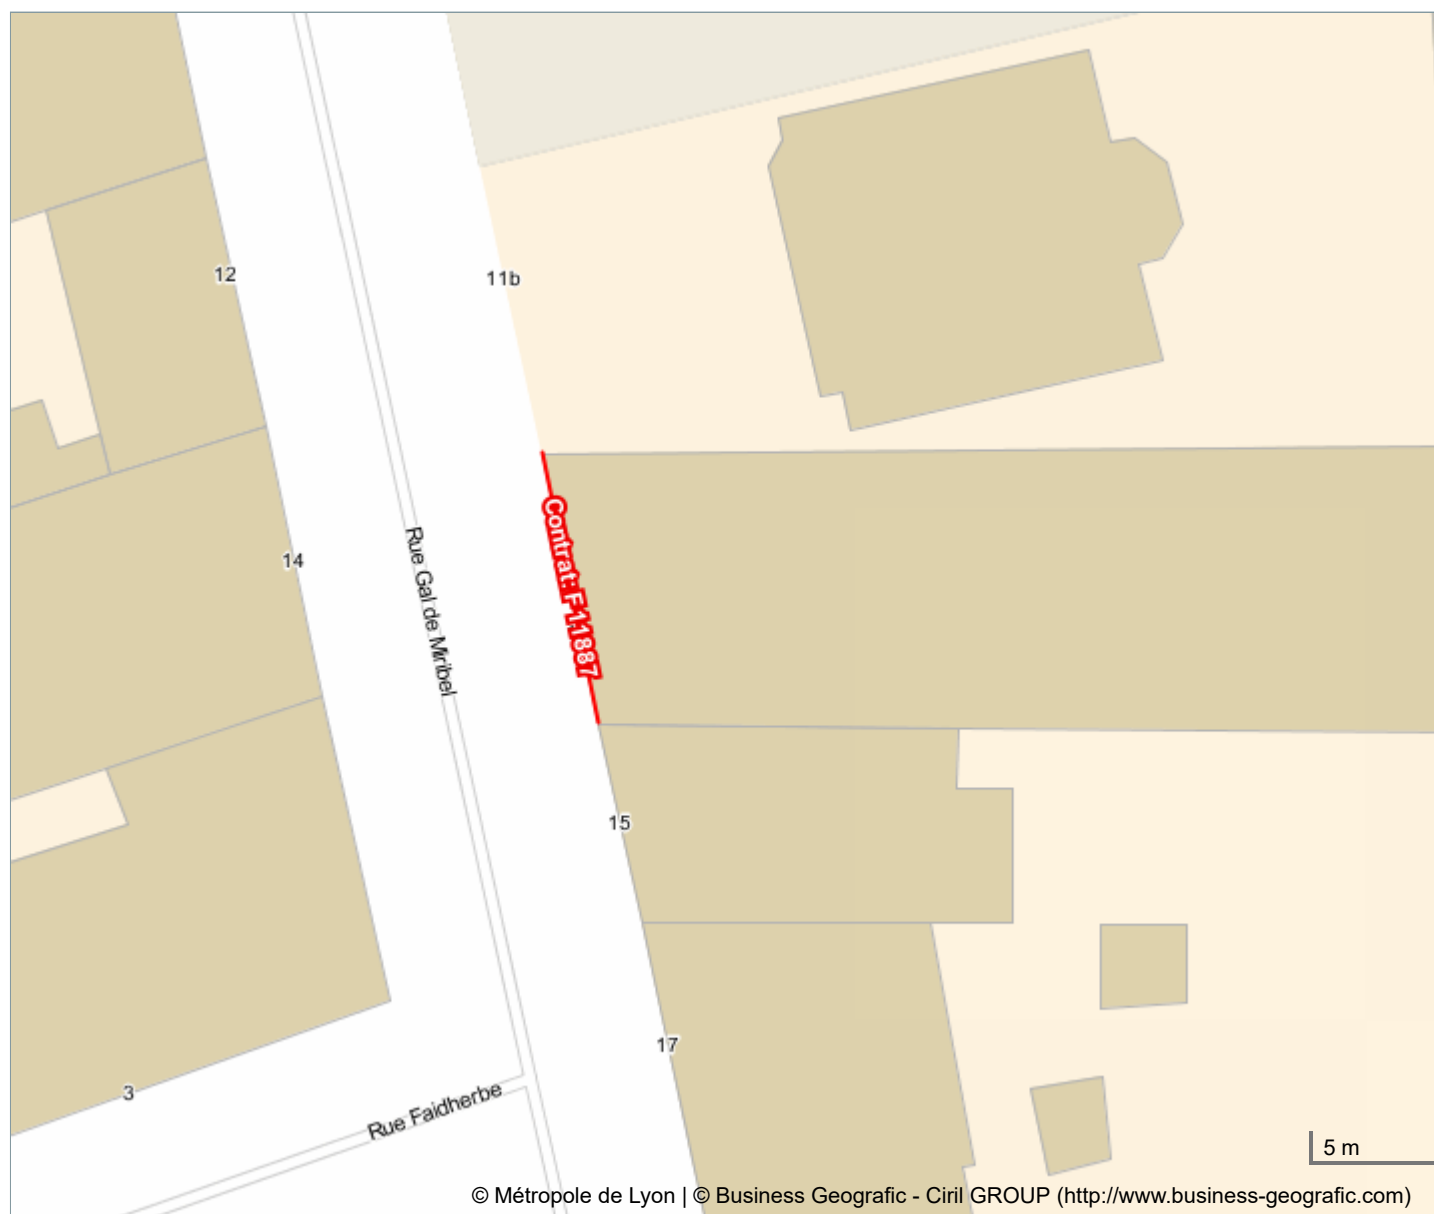 12
11b
Contrat: F11887
14
Rue Gal de Miribel
15
17
3
Rue Faidherbe
5 m
© Métropole de Lyon | © Business Geografic - Ciril GROUP (http://www.business-geografic.com)